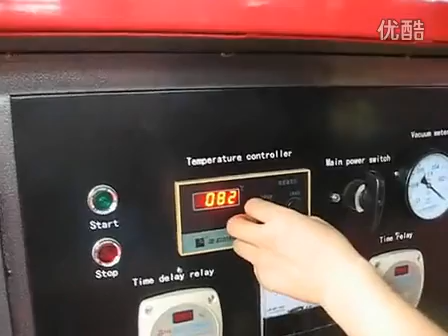 优酷
Vacuum meter
Temperature controller
Main power switch
082
Start
Stop
Time delay relay
Time relay